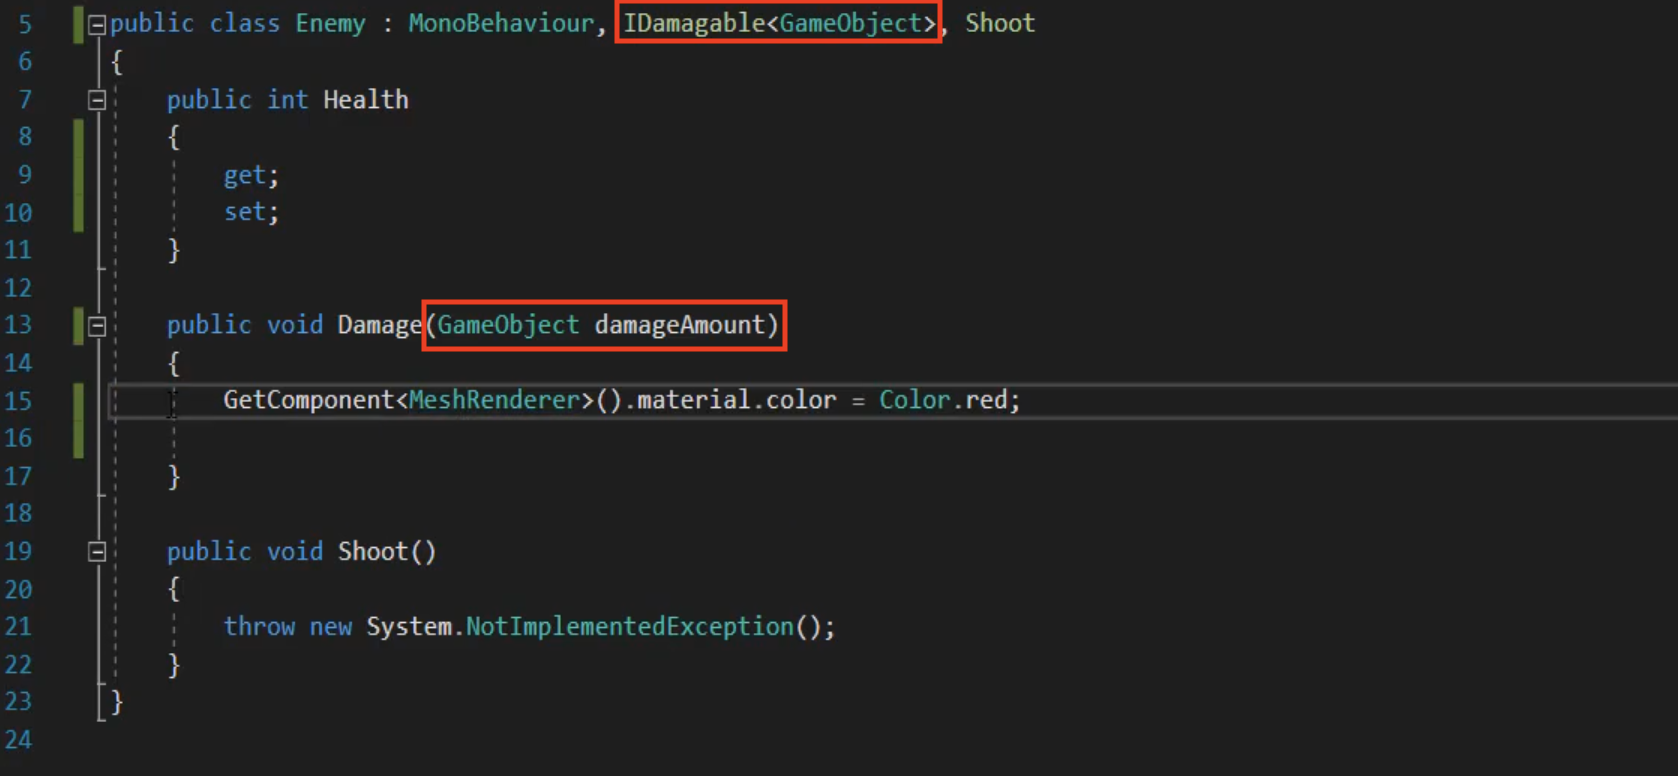 5 public class Enemy : MonoBehaviour, IDamagable<GameObject>, Shoot
6 {
7 public int Health
8 {
9 get;
10 set;
11 }
12
13 public void Damage(GameObject damageAmount)
14 {
15 GetComponent<MeshRenderer>().material.color = Color.red;
16
17 }
18
19 public void Shoot()
20 {
21 throw new System.NotImplementedException();
22 }
23 }
24